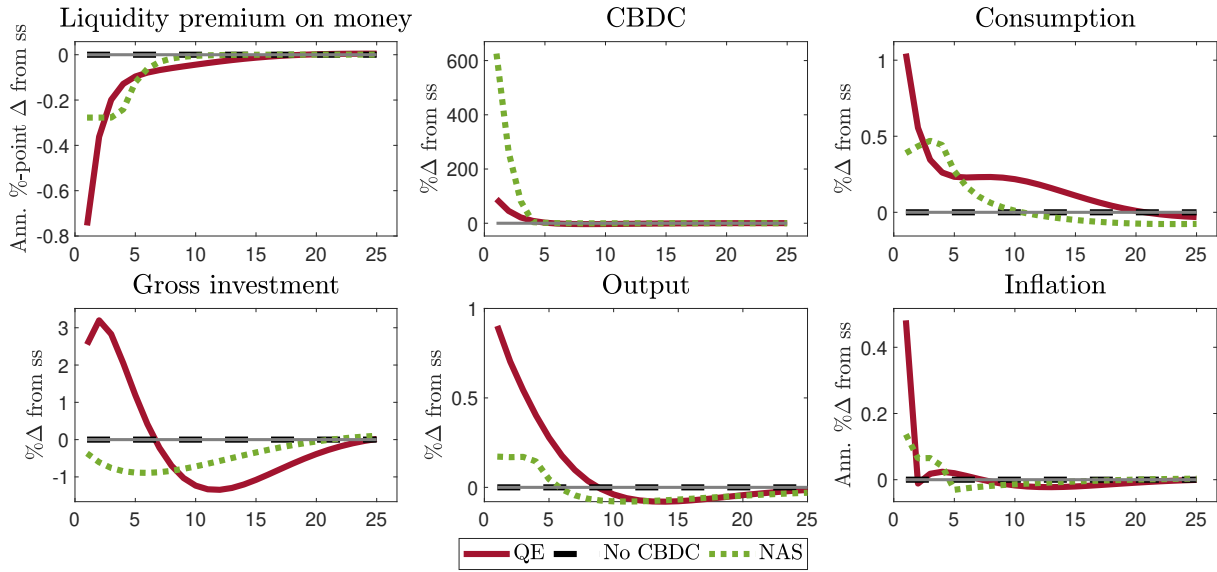 Liquidity premium on money
CBDC
Consumption
Ann. %-point Δ from ss
0
-0.2
-0.4
-0.6
-0.8
0 5 10 15 20 25
%Δ from ss
600
400
200
0
0 5 10 15 20 25
%Δ from ss
1
0.5
0
0 5 10 15 20 25
Gross investment
Output
Inflation
%Δ from ss
3
2
1
0
-1
0 5 10 15 20 25
%Δ from ss
1
0.5
0
0 5 10 15 20 25
Ann. %Δ from ss
0.4
0.2
0
0 5 10 15 20 25
QE No CBDC NAS